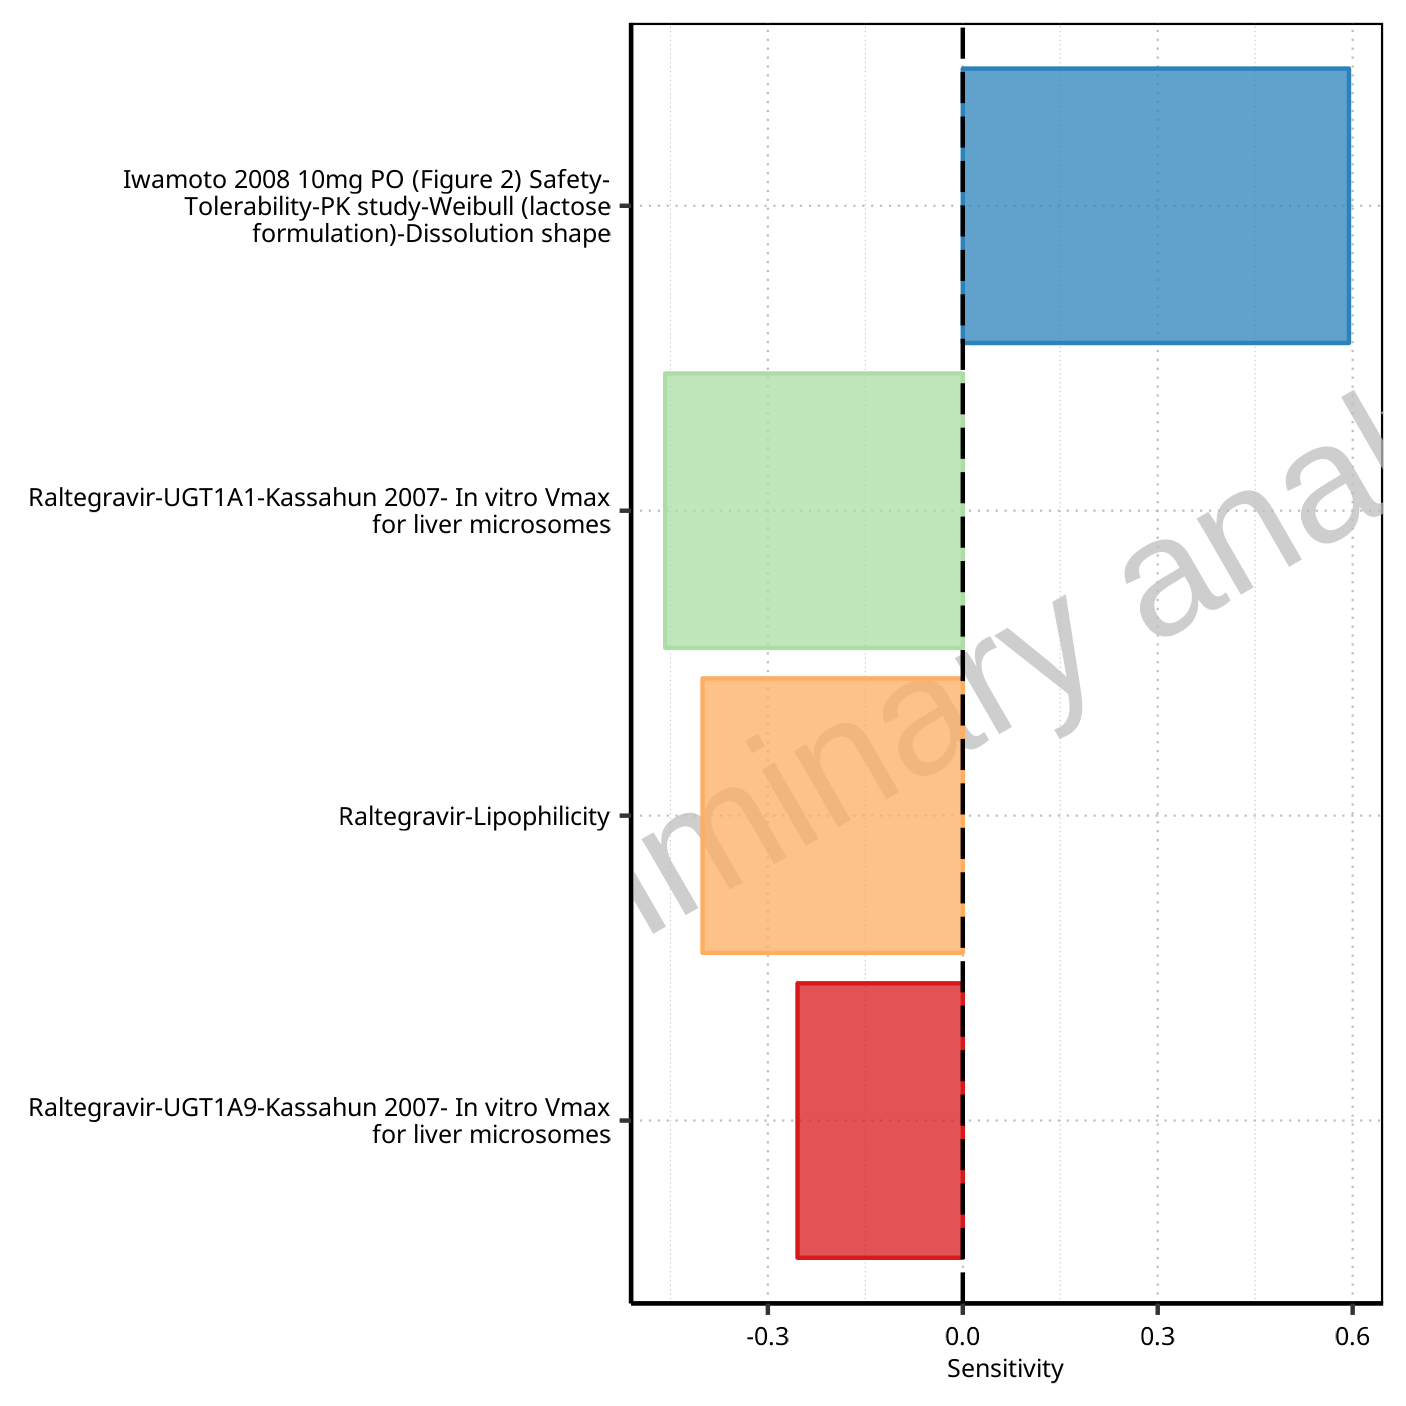 Iwamoto 2008 10mg PO (Figure 2) Safety-
Tolerability-PK study-Weibull (lactose
formulation)-Dissolution shape
Raltegravir-UGT1A1-Kassahun 2007- In vitro Vmax
for liver microsomes
Raltegravir-Lipophilicity
Raltegravir-UGT1A9-Kassahun 2007- In vitro Vmax
for liver microsomes
minary anal
-0.3 0.0 0.3 0.6
Sensitivity